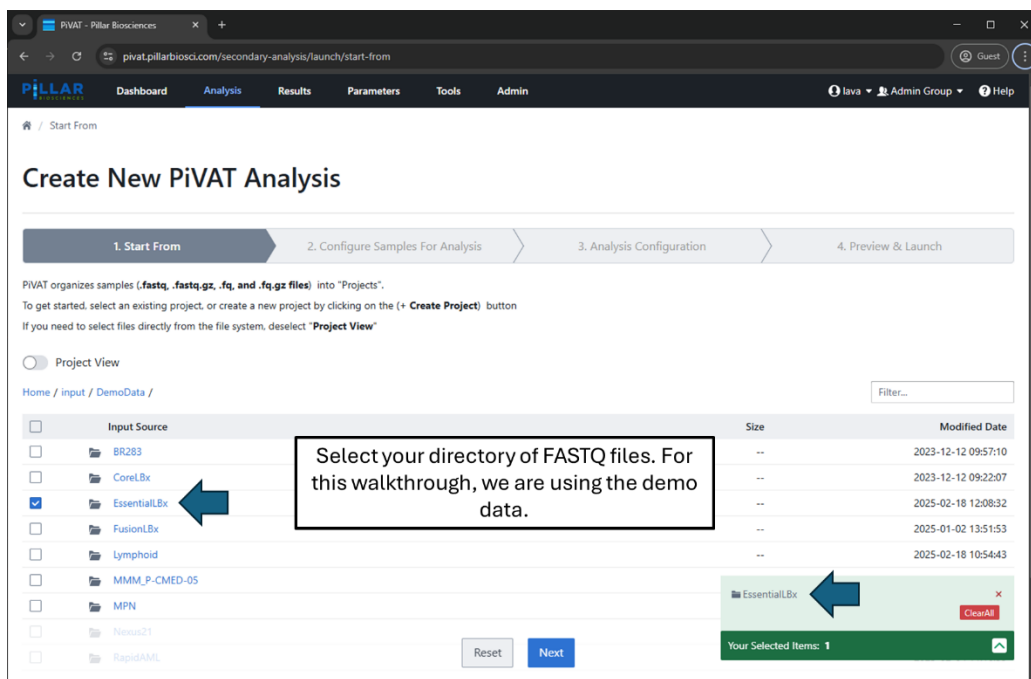 PiVAT - Pillar Biosciences
pivat.pillarbiosci.com/secondary-analysis/launch/start-from
Guest
PiLLAR
BIOSCIENCES
Dashboard Analysis Results Parameters Tools Admin
lava Admin Group Help
/ Start From
Create New PiVAT Analysis
1. Start From
2. Configure Samples For Analysis
3. Analysis Configuration
4. Preview & Launch
PiVAT organizes samples (.fastq, .fastq.gz, .fq, and .fq.gz files) into "Projects".
To get started, select an existing project, or create a new project by clicking on the (+ Create Project) button
If you need to select files directly from the file system, deselect "Project View"
Project View
Home / input / DemoData /
Filter...
Input Source Size Modified Date
BR283 -- 2023-12-12 09:57:10
CoreLBx -- 2023-12-12 09:22:07
EssentialLBx -- 2025-02-18 12:08:32
FusionLBx -- 2025-01-02 13:51:53
Lymphoid -- 2025-02-18 10:54:43
MMM_P-CMED-05
MPN
Nexus21
RapidAML
Select your directory of FASTQ files. For
this walkthrough, we are using the demo
data.
EssentialLBx
ClearAll
Your Selected Items: 1
Reset
Next